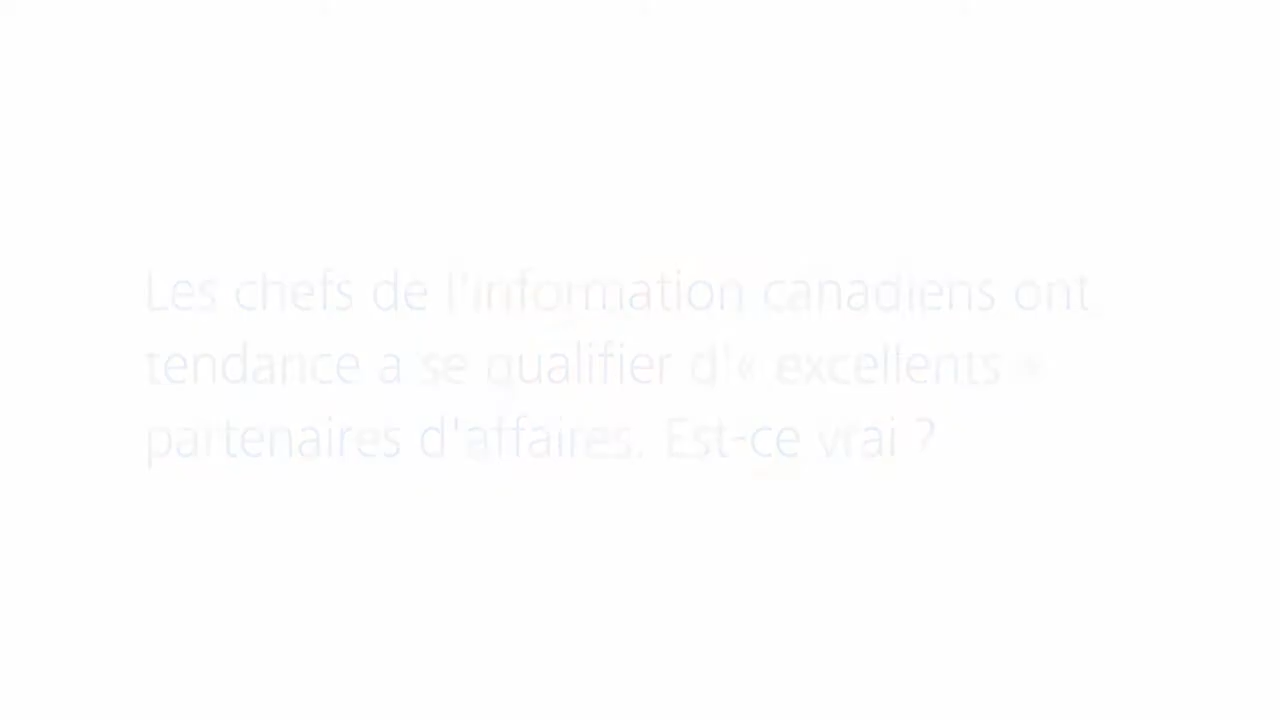 Les chefs de l'information canadiens ont
tendance a se qualifier d'« excellents »
partenaires d'affaires. Est-ce vrai ?